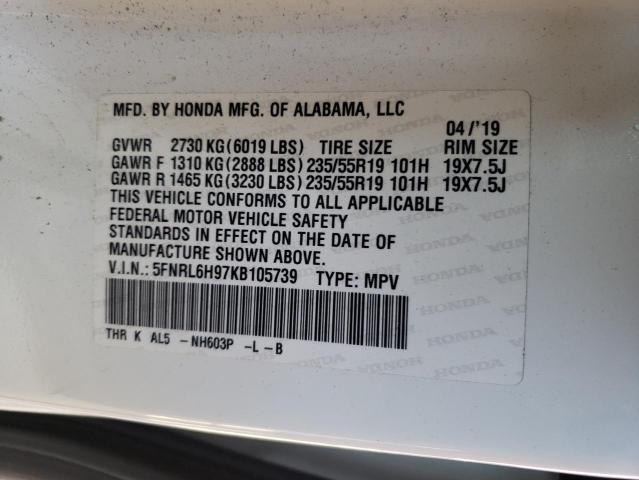 MFD. BY HONDA MFG. OF ALABAMA, LLC
04/'19
GVWR 2730 KG(6019 LBS) TIRE SIZE RIM SIZE
GAWR F 1310 KG(2888 LBS) 235/55R19 101H 19X7.5J
GAWR R 1465 KG(3230 LBS) 235/55R19 101H 19X7.5J
THIS VEHICLE CONFORMS TO ALL APPLICABLE
FEDERAL MOTOR VEHICLE SAFETY
STANDARDS IN EFFECT ON THE DATE OF
MANUFACTURE SHOWN ABOVE.
V.I.N.: 5FNRL6H97KB105739 TYPE: MPV
THR K AL5 -NH603P -L -B